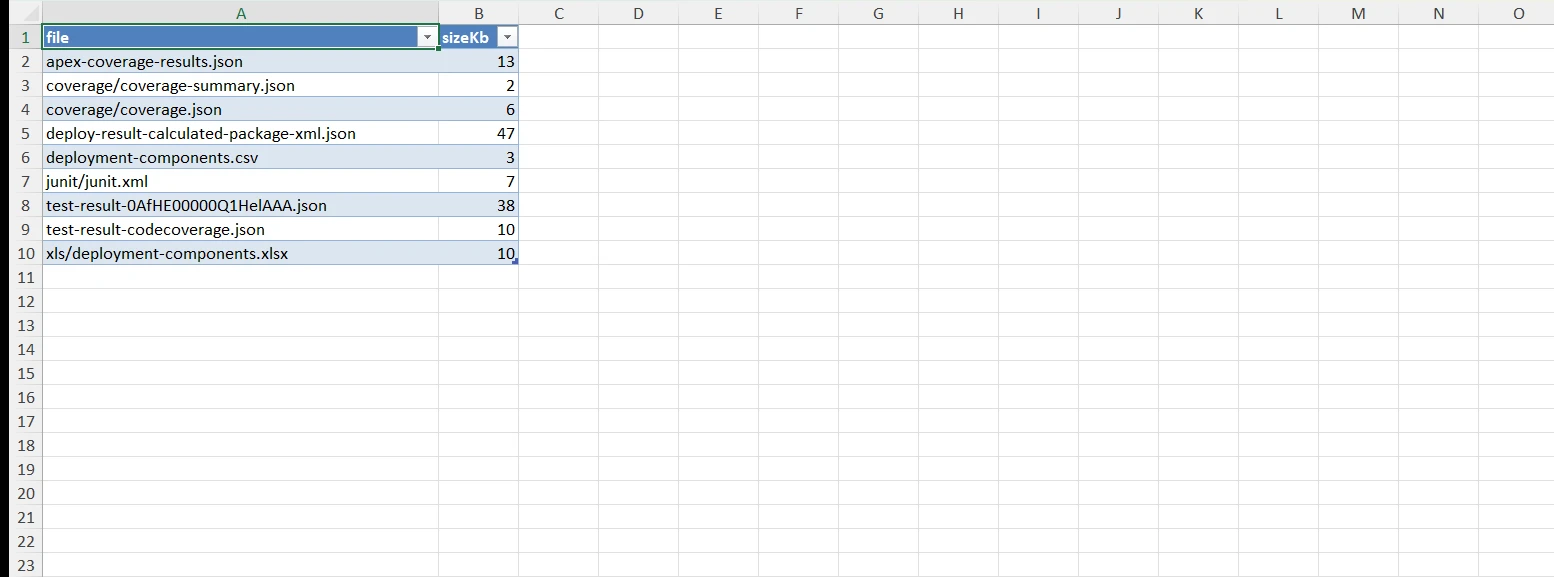 A B C D E F G H I J K L M N O
1 file sizeKb
2 apex-coverage-results.json 13
3 coverage/coverage-summary.json 2
4 coverage/coverage.json 6
5 deploy-result-calculated-package-xml.json 47
6 deployment-components.csv 3
7 junit/junit.xml 7
8 test-result-0AfHE00000Q1HelAAA.json 38
9 test-result-codecoverage.json 10
10 xls/deployment-components.xlsx 10
11
12
13
14
15
16
17
18
19
20
21
22
23